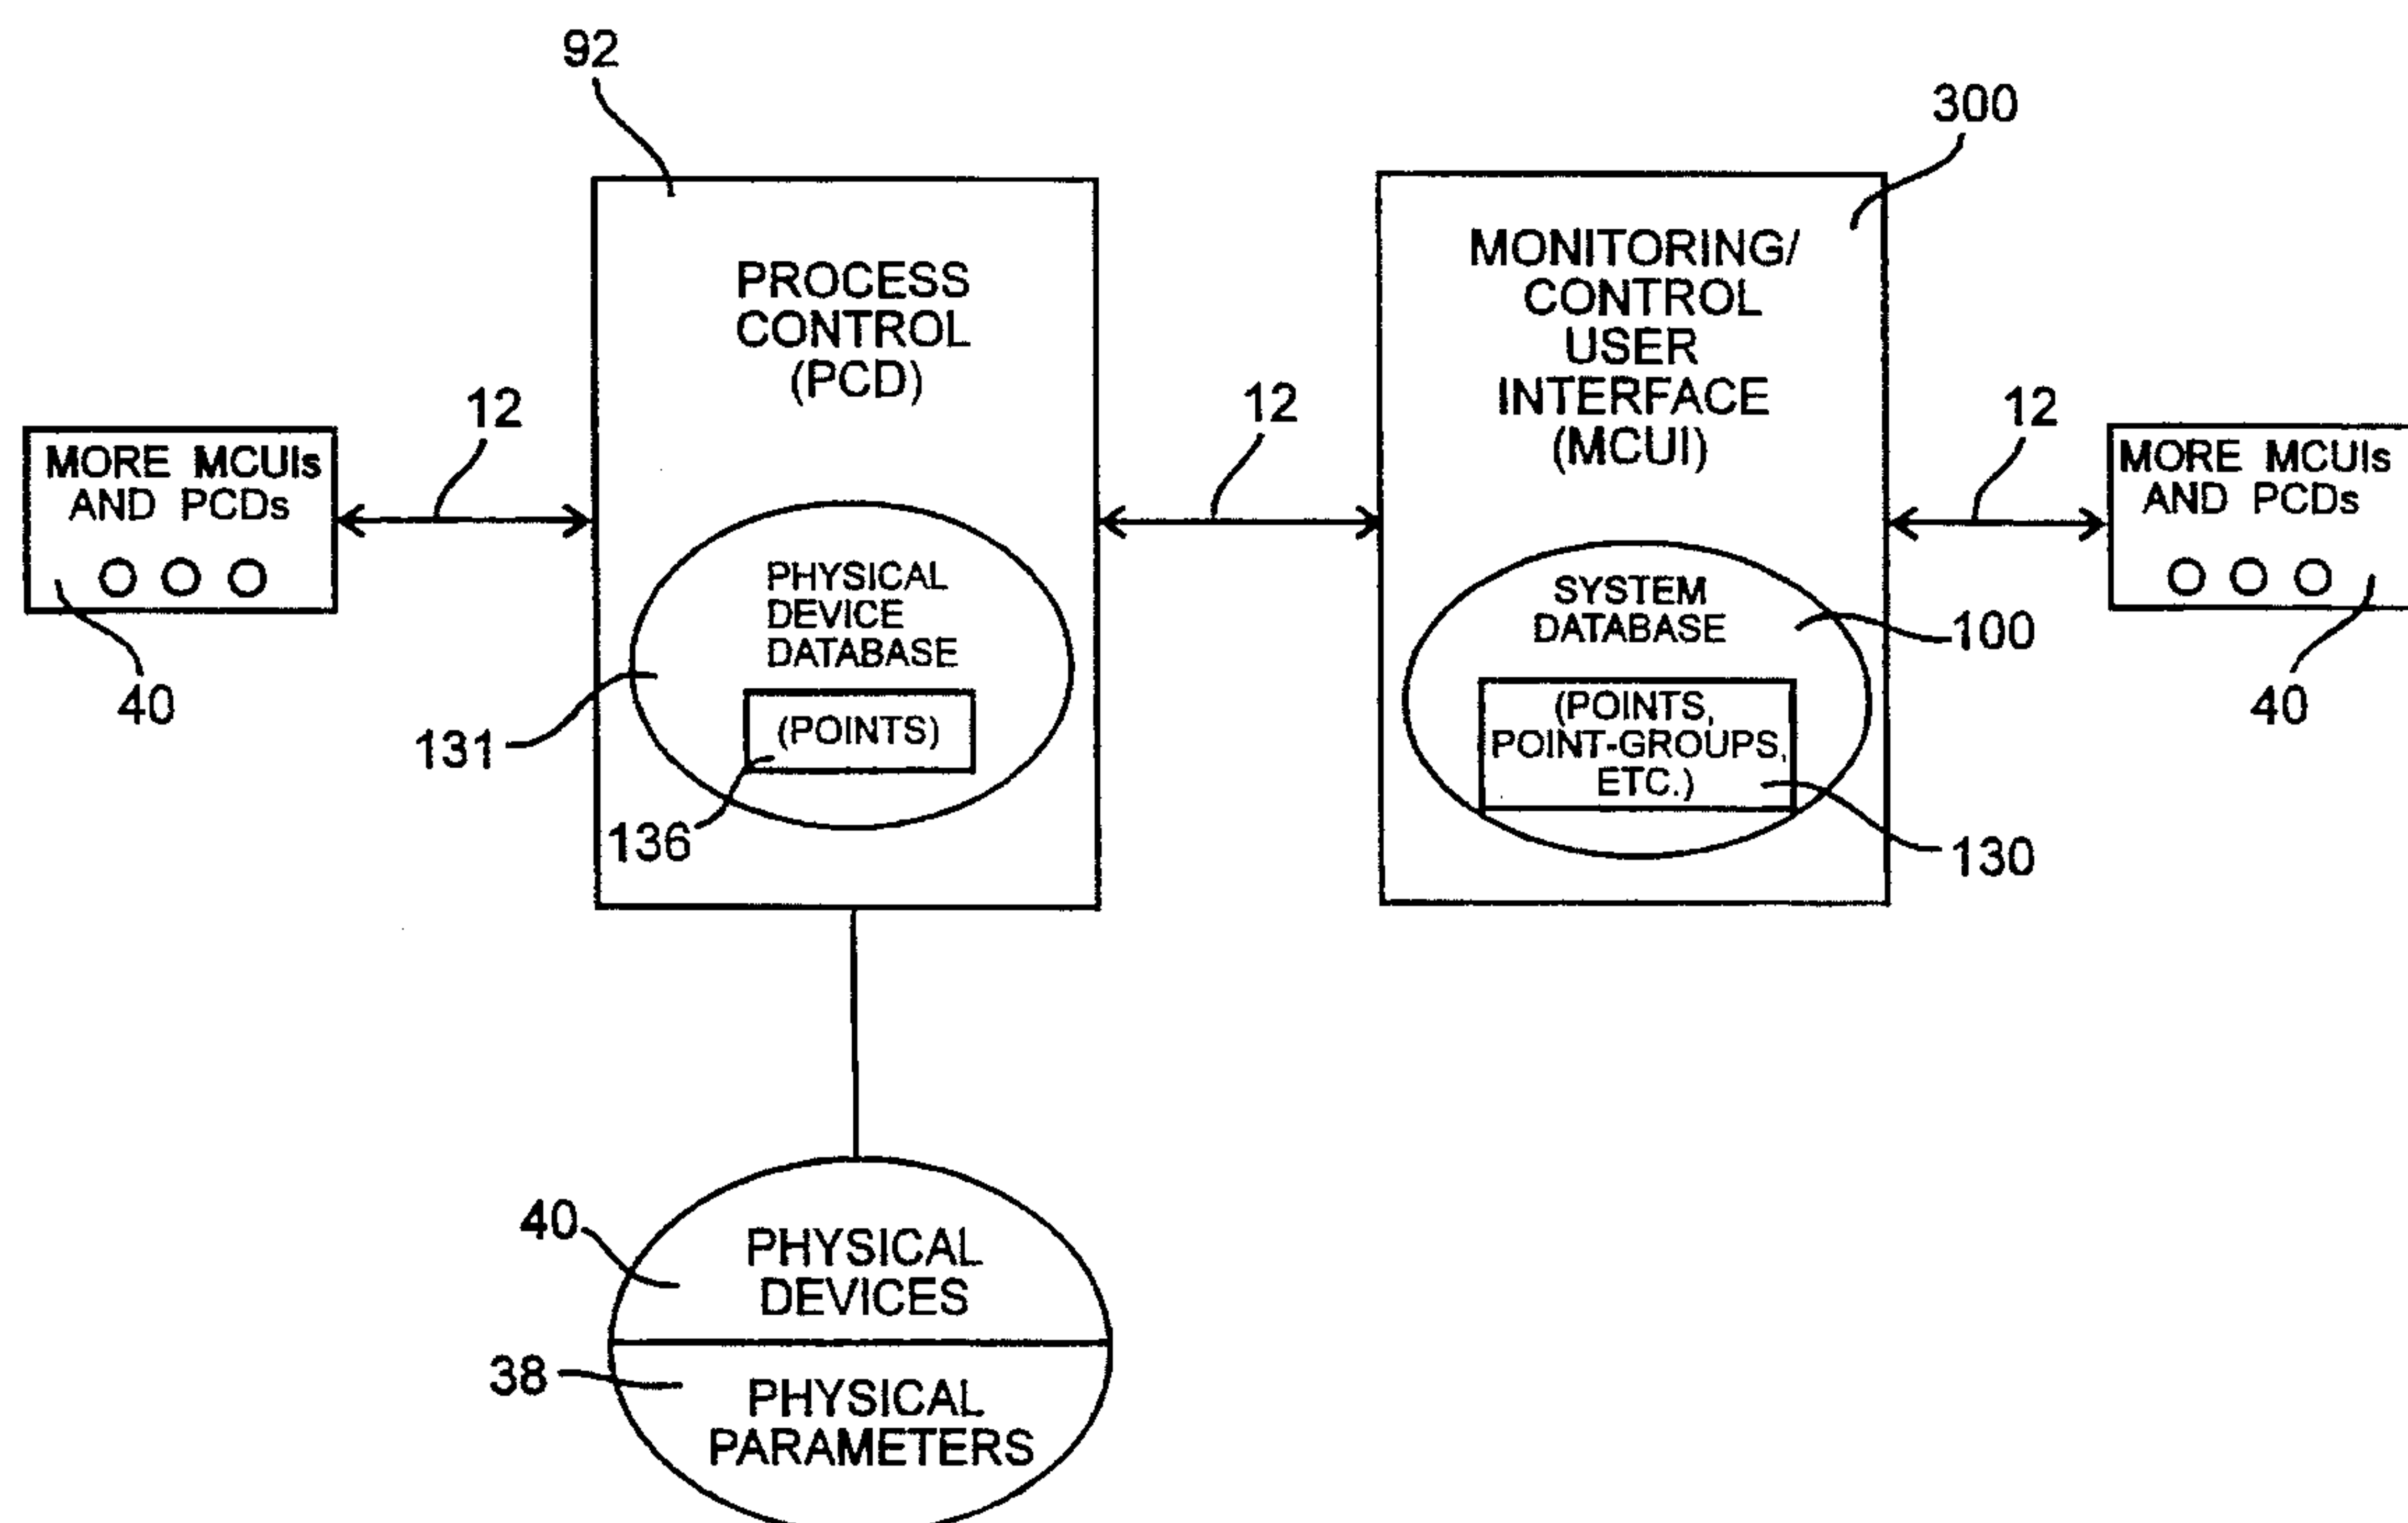 92
300
PROCESS
CONTROL
(PCD)
MONITORING/
CONTROL
USER
INTERFACE
(MCUI)
12
12
12
MORE MCUIs
AND PCDs
40
MORE MCUIs
AND PCDs
40
PHYSICAL
DEVICE
DATABASE
(POINTS)
131
136
SYSTEM
DATABASE
100
(POINTS,
POINT-GROUPS,
ETC.)
130
40
PHYSICAL
DEVICES
38
PHYSICAL
PARAMETERS